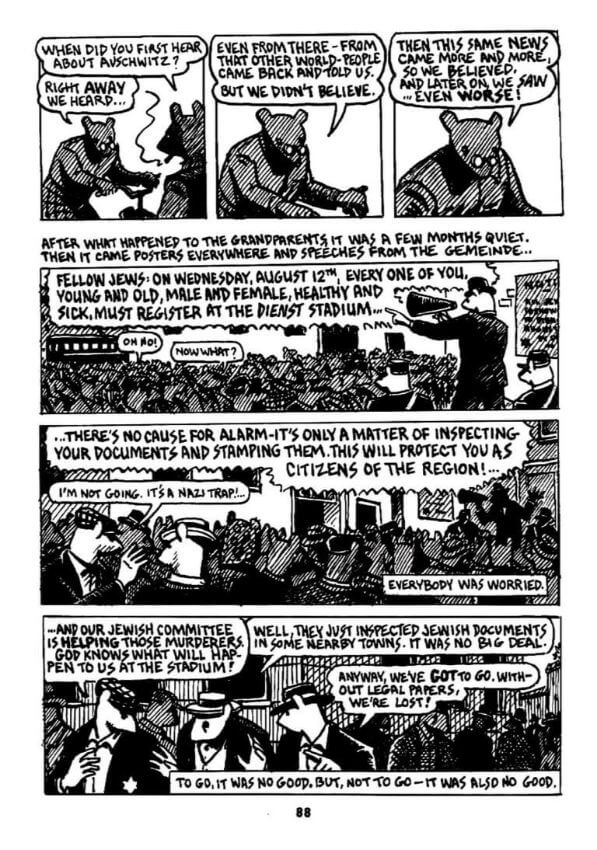 WHEN DID YOU FIRST HEAR
ABOUT AUSCHWITZ?
RIGHT AWAY
WE HEARD...
EVEN FROM THERE - FROM
THAT OTHER WORLD-PEOPLE
CAME BACK AND TOLD US.
BUT WE DIDN'T BELIEVE.
THEN THIS SAME NEWS
CAME MORE AND MORE,
SO WE BELIEVED.
AND LATER ON, WE SAW
... EVEN WORSE!
AFTER WHAT HAPPENED TO THE GRANDPARENTS IT WAS A FEW MONTHS QUIET.
THEN IT CAME POSTERS EVERYWHERE AND SPEECHES FROM THE GEMEINDE...
FELLOW JEWS: ON WEDNESDAY, AUGUST 12TH, EVERY ONE OF YOU,
YOUNG AND OLD, MALE AND FEMALE, HEALTHY AND
SICK, MUST REGISTER AT THE DIENST STADIUM...
OH NO!
NOW WHAT?
...THERE'S NO CAUSE FOR ALARM-IT'S ONLY A MATTER OF INSPECTING
YOUR DOCUMENTS AND STAMPING THEM. THIS WILL PROTECT YOU AS
CITIZENS OF THE REGION!...
I'M NOT GOING. IT'S A NAZI TRAP!...
EVERYBODY WAS WORRIED.
...AND OUR JEWISH COMMITTEE
IS HELPING THOSE MURDERERS.
GOD KNOWS WHAT WILL HAP-
PEN TO US AT THE STADIUM!
WELL, THEY JUST INSPECTED JEWISH DOCUMENTS
IN SOME NEARBY TOWNS. IT WAS NO BIG DEAL.
ANYWAY, WE'VE GOT TO GO. WITH-
OUT LEGAL PAPERS,
WE'RE LOST!
TO GO, IT WAS NO GOOD. BUT, NOT TO GO - IT WAS ALSO NO GOOD.
88